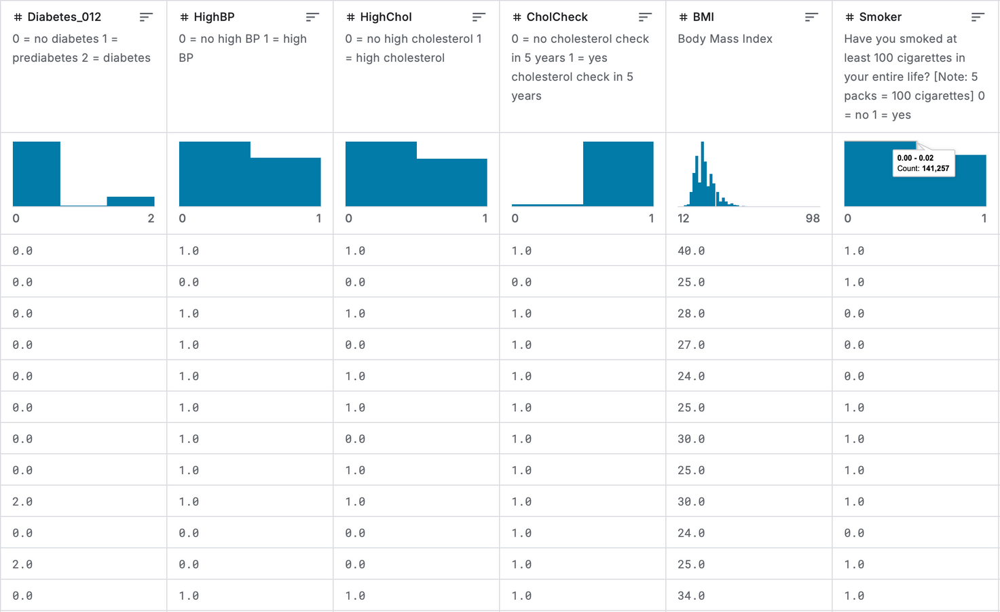 # Diabetes_012
0 = no diabetes 1 =
prediabetes 2 = diabetes
# HighBP
0 = no high BP 1 = high
BP
# HighChol
0 = no high cholesterol 1
= high cholesterol
# CholCheck
0 = no cholesterol check
in 5 years 1 = yes
cholesterol check in 5
years
# BMI
Body Mass Index
# Smoker
Have you smoked at
least 100 cigarettes in
your entire life? [Note: 5
packs = 100 cigarettes] 0
= no 1 = yes
0.00 - 0.02
Count: 141,257
0 2 0 1 0 1 0 1 12 98 0 1
0.0 1.0 1.0 1.0 40.0 1.0
0.0 0.0 0.0 0.0 25.0 1.0
0.0 1.0 1.0 1.0 28.0 0.0
0.0 1.0 0.0 1.0 27.0 0.0
0.0 1.0 1.0 1.0 24.0 0.0
0.0 1.0 1.0 1.0 25.0 1.0
0.0 1.0 0.0 1.0 30.0 1.0
0.0 1.0 1.0 1.0 25.0 1.0
2.0 1.0 1.0 1.0 30.0 1.0
0.0 0.0 0.0 1.0 24.0 0.0
2.0 0.0 0.0 1.0 25.0 1.0
0.0 1.0 1.0 1.0 34.0 1.0